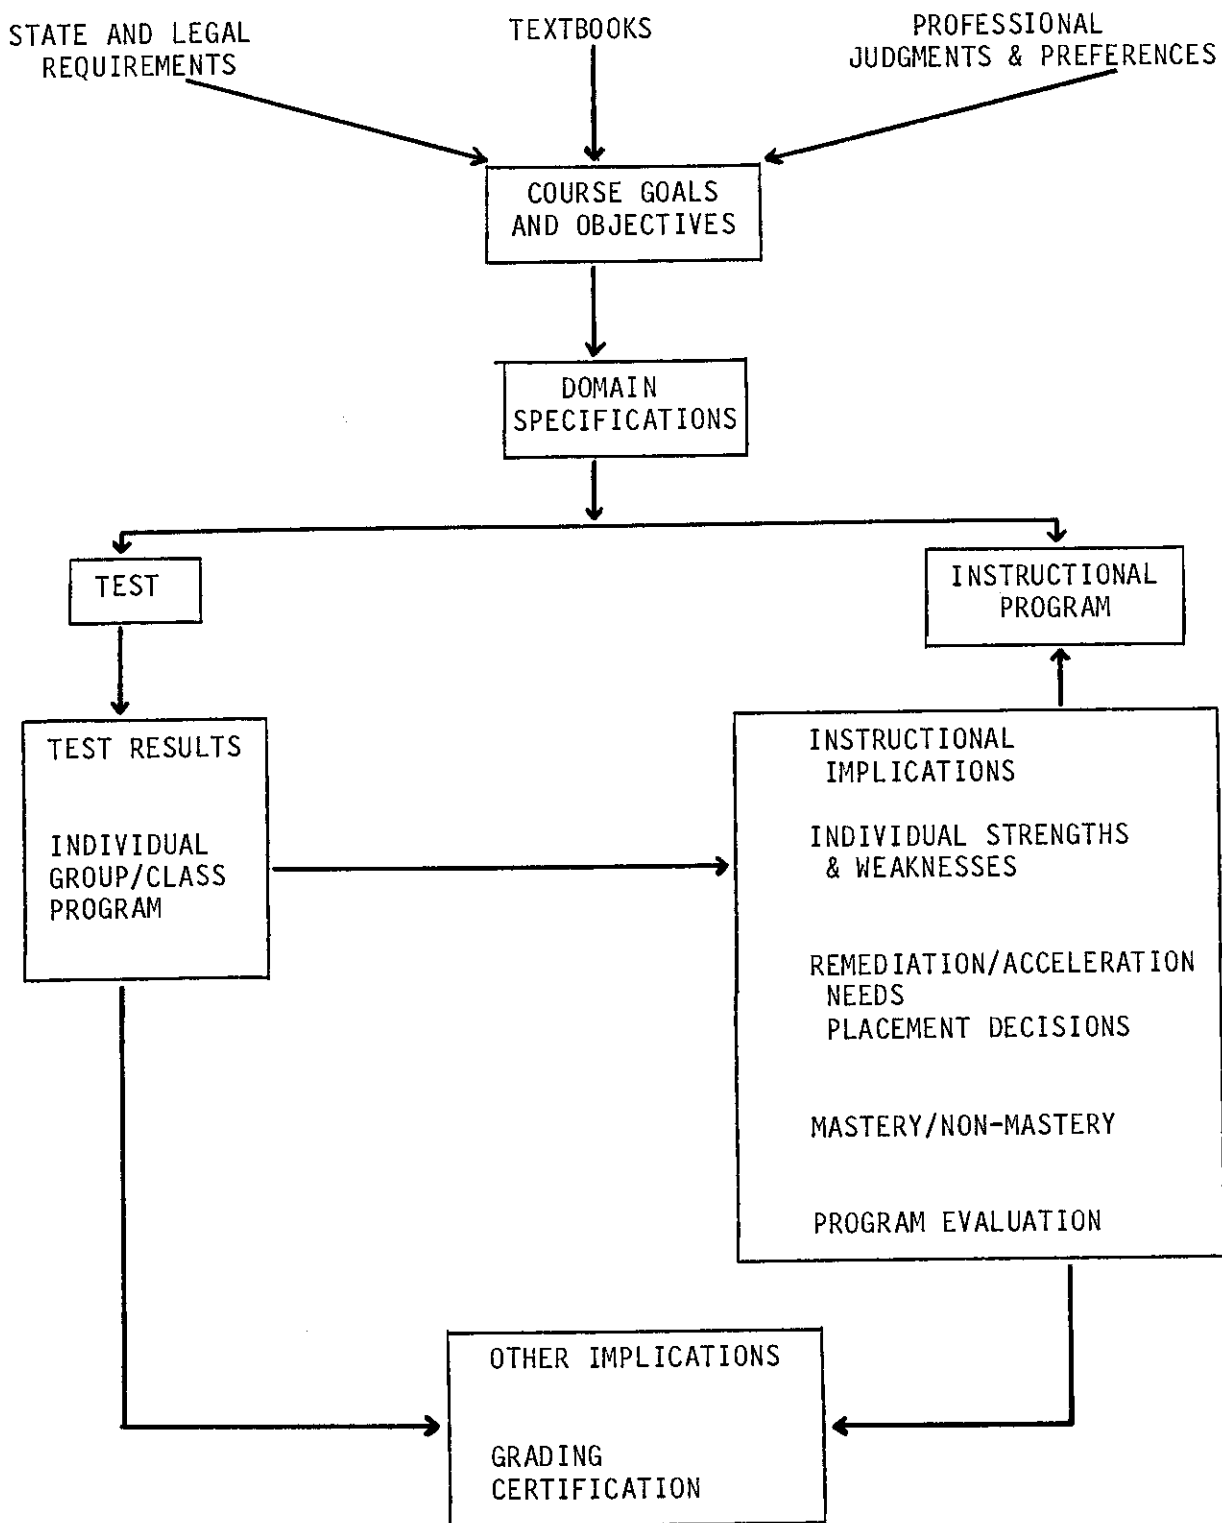 STATE AND LEGAL
REQUIREMENTS
TEXTBOOKS
PROFESSIONAL
JUDGMENTS & PREFERENCES
COURSE GOALS
AND OBJECTIVES
DOMAIN
SPECIFICATIONS
TEST
INSTRUCTIONAL
PROGRAM
TEST RESULTS
INDIVIDUAL
GROUP/CLASS
PROGRAM
INSTRUCTIONAL
IMPLICATIONS
INDIVIDUAL STRENGTHS
& WEAKNESSES
REMEDIATION/ACCELERATION
NEEDS
PLACEMENT DECISIONS
MASTERY/NON-MASTERY
PROGRAM EVALUATION
OTHER IMPLICATIONS
GRADING
CERTIFICATION